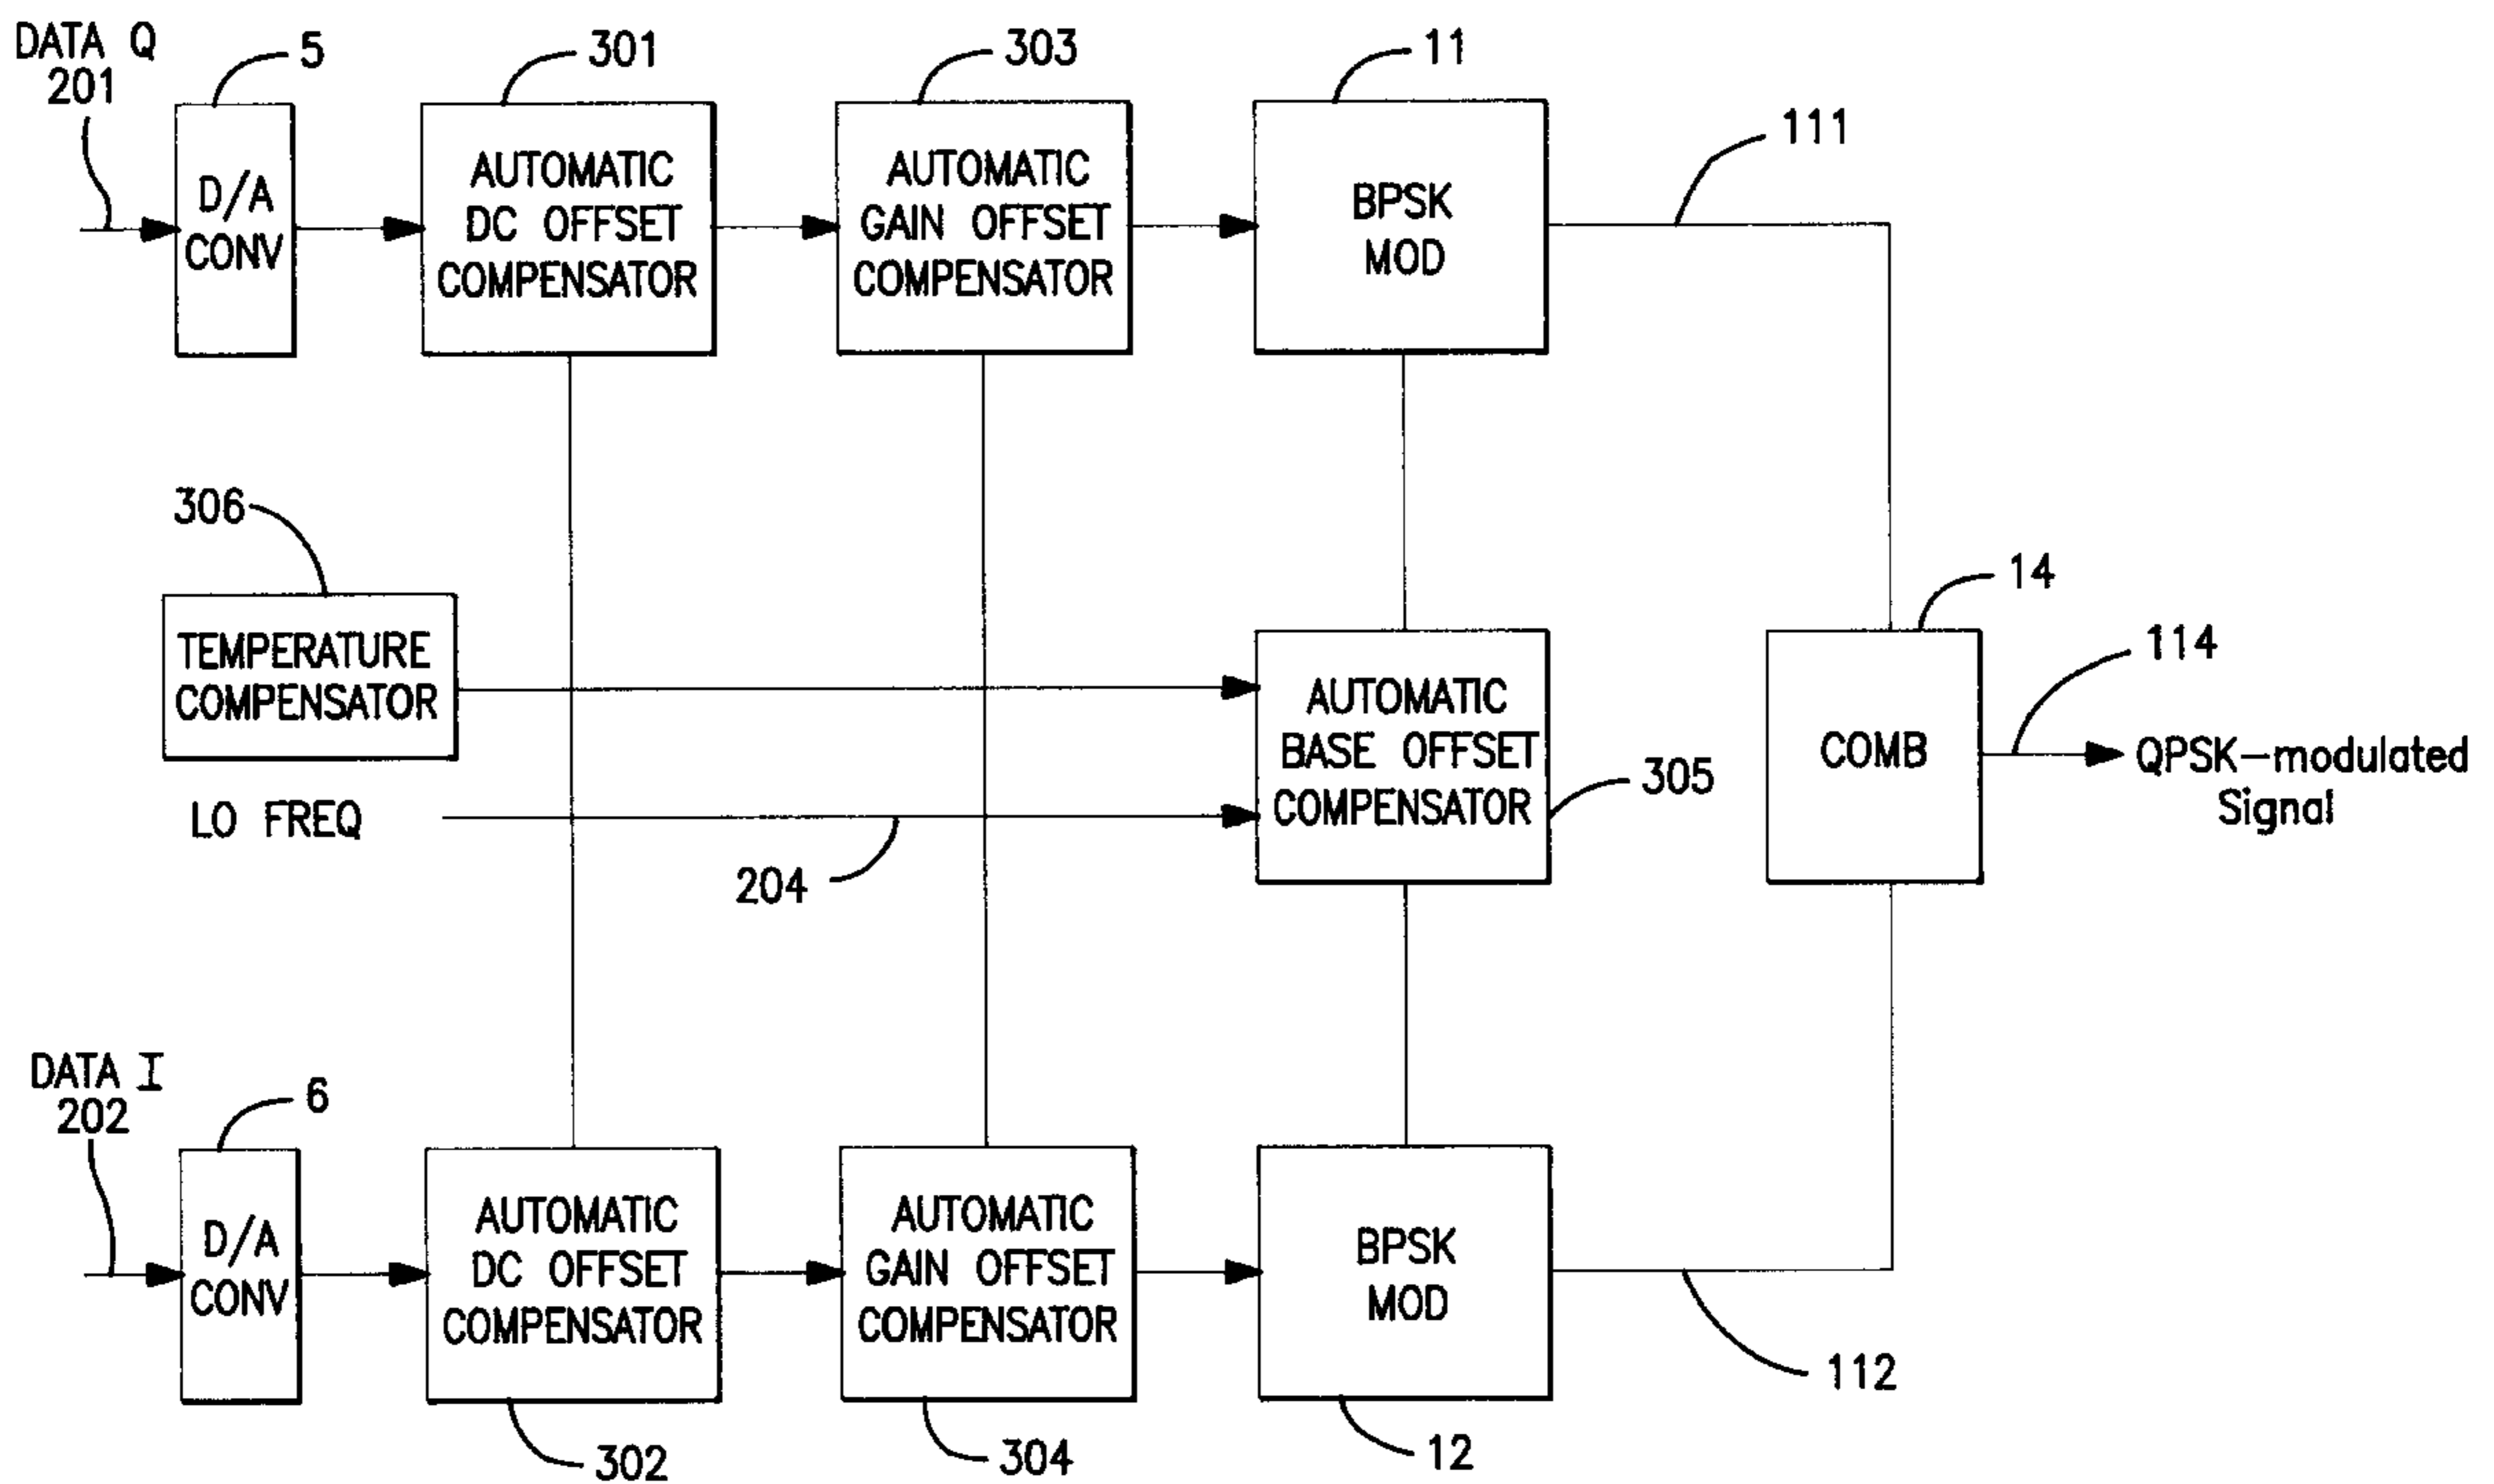 DATA Q
201
5
301
303
11
111
D/A
CONV
AUTOMATIC
DC OFFSET
COMPENSATOR
AUTOMATIC
GAIN OFFSET
COMPENSATOR
BPSK
MOD
306
TEMPERATURE
COMPENSATOR
LO FREQ
204
AUTOMATIC
BASE OFFSET
COMPENSATOR
305
14
COMB
114
QPSK-modulated
Signal
DATA I
202
6
D/A
CONV
AUTOMATIC
DC OFFSET
COMPENSATOR
AUTOMATIC
GAIN OFFSET
COMPENSATOR
BPSK
MOD
112
302
304
12